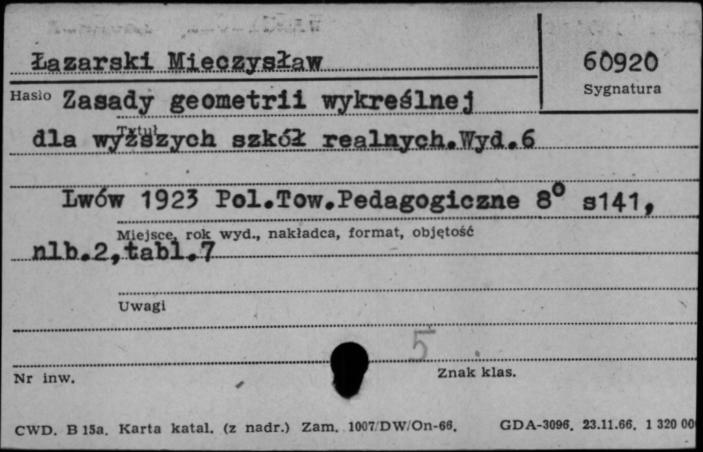 Łazarski Mieczysław
60920
Hasło
Sygnatura
Zasady geometrii wykreślnej
dla wyższych szkół realnych.Wyd.6
Tytuł
Lwów 1923 Pol.Tow.Pedagogiczne 8° s141,
Miejsce, rok wyd., nakładca, format, objętość
nlb.2,tabl.7
Uwagi
5
Nr inw.
Znak klas.
CWD. B 15a. Karta katal. (z nadr.) Zam. 1007/DW/On-66.
GDA-3096. 23.11.66. 1 320 00